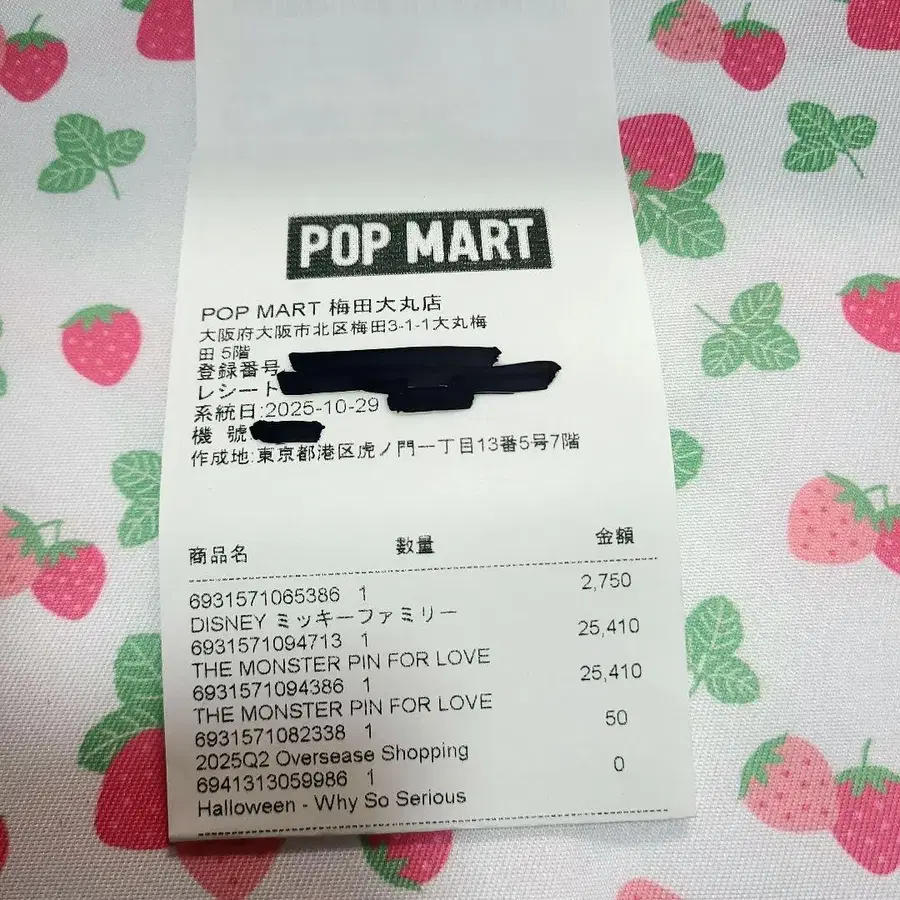 POP MART
POP MART 梅田大丸店
大阪府大阪市北区梅田3-1-1大丸梅
田 5階
登録番号
レシート
系統日:2025-10-29
機 號
作成地:東京都港区虎ノ門一丁目13番5号7階
商品名 数量 金額
6931571065386 1 2,750
DISNEY ミッキーファミリー
6931571094713 1 25,410
THE MONSTER PIN FOR LOVE
6931571094386 1 25,410
THE MONSTER PIN FOR LOVE
6931571082338 1 50
2025Q2 Oversease Shopping
6941313059986 1 0
Halloween - Why So Serious